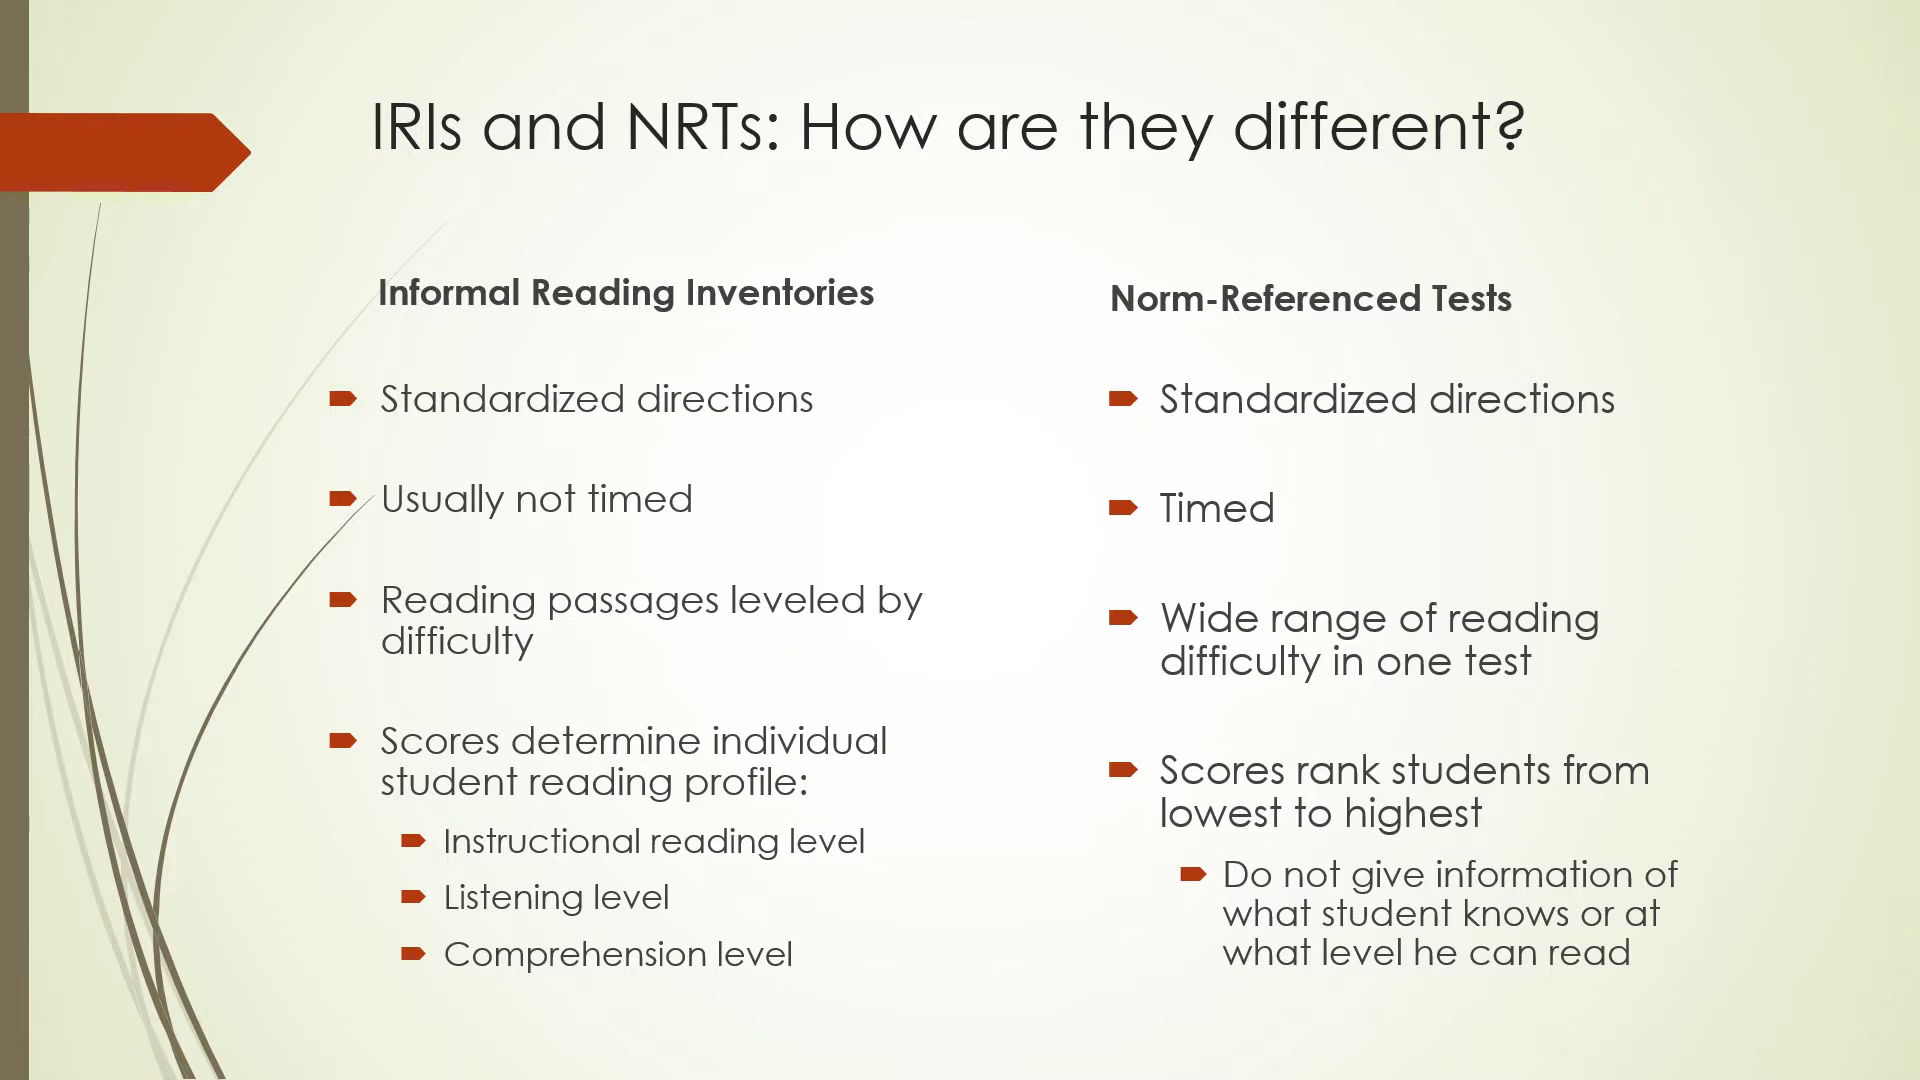 IRIs and NRTs: How are they different?
Informal Reading Inventories
Standardized directions
Usually not timed
Reading passages leveled by
difficulty
Scores determine individual
student reading profile:
Instructional reading level
Listening level
Comprehension level
Norm-Referenced Tests
Standardized directions
Timed
Wide range of reading
difficulty in one test
Scores rank students from
lowest to highest
Do not give information of
what student knows or at
what level he can read